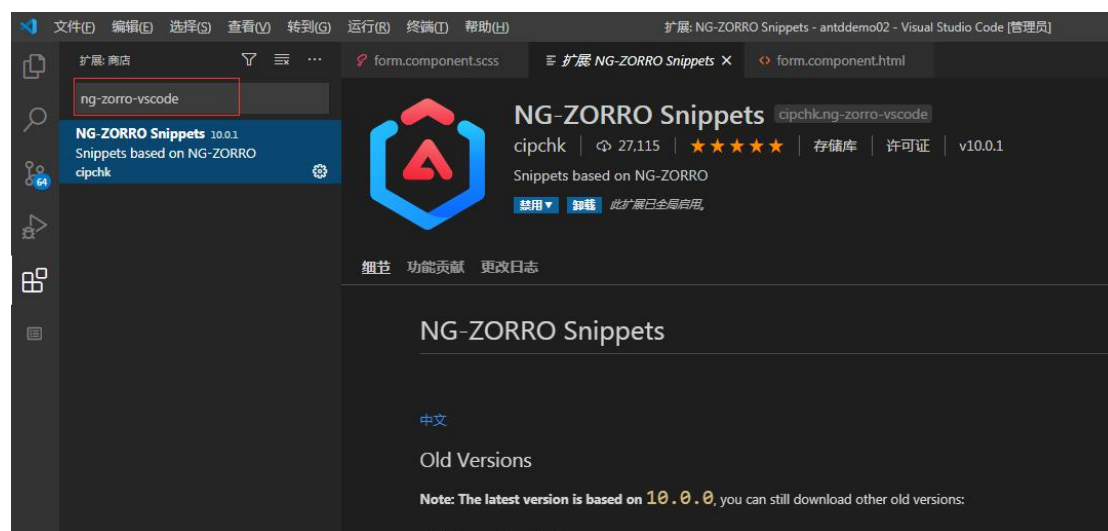 文件(F) 编辑(E) 选择(S) 查看(V) 转到(G) 运行(R) 终端(T) 帮助(H) 扩展: NG-ZORRO Snippets - antddemo02 - Visual Studio Code [管理员]
扩展: 商店
form.component.scss 扩展 NG-ZORRO Snippets form.component.html
ng-zorro-vscode
NG-ZORRO Snippets 10.0.1
Snippets based on NG-ZORRO
cipchk
64
NG-ZORRO Snippets cipchk.ng-zorro-vscode
cipchk 27,115 ★★★★★ 存储库 许可证 v10.0.1
Snippets based on NG-ZORRO
禁用 卸载 此扩展已全局启用。
细节 功能贡献 更改日志
NG-ZORRO Snippets
中文
Old Versions
Note: The latest version is based on 10.0.0, you can still download other old versions: